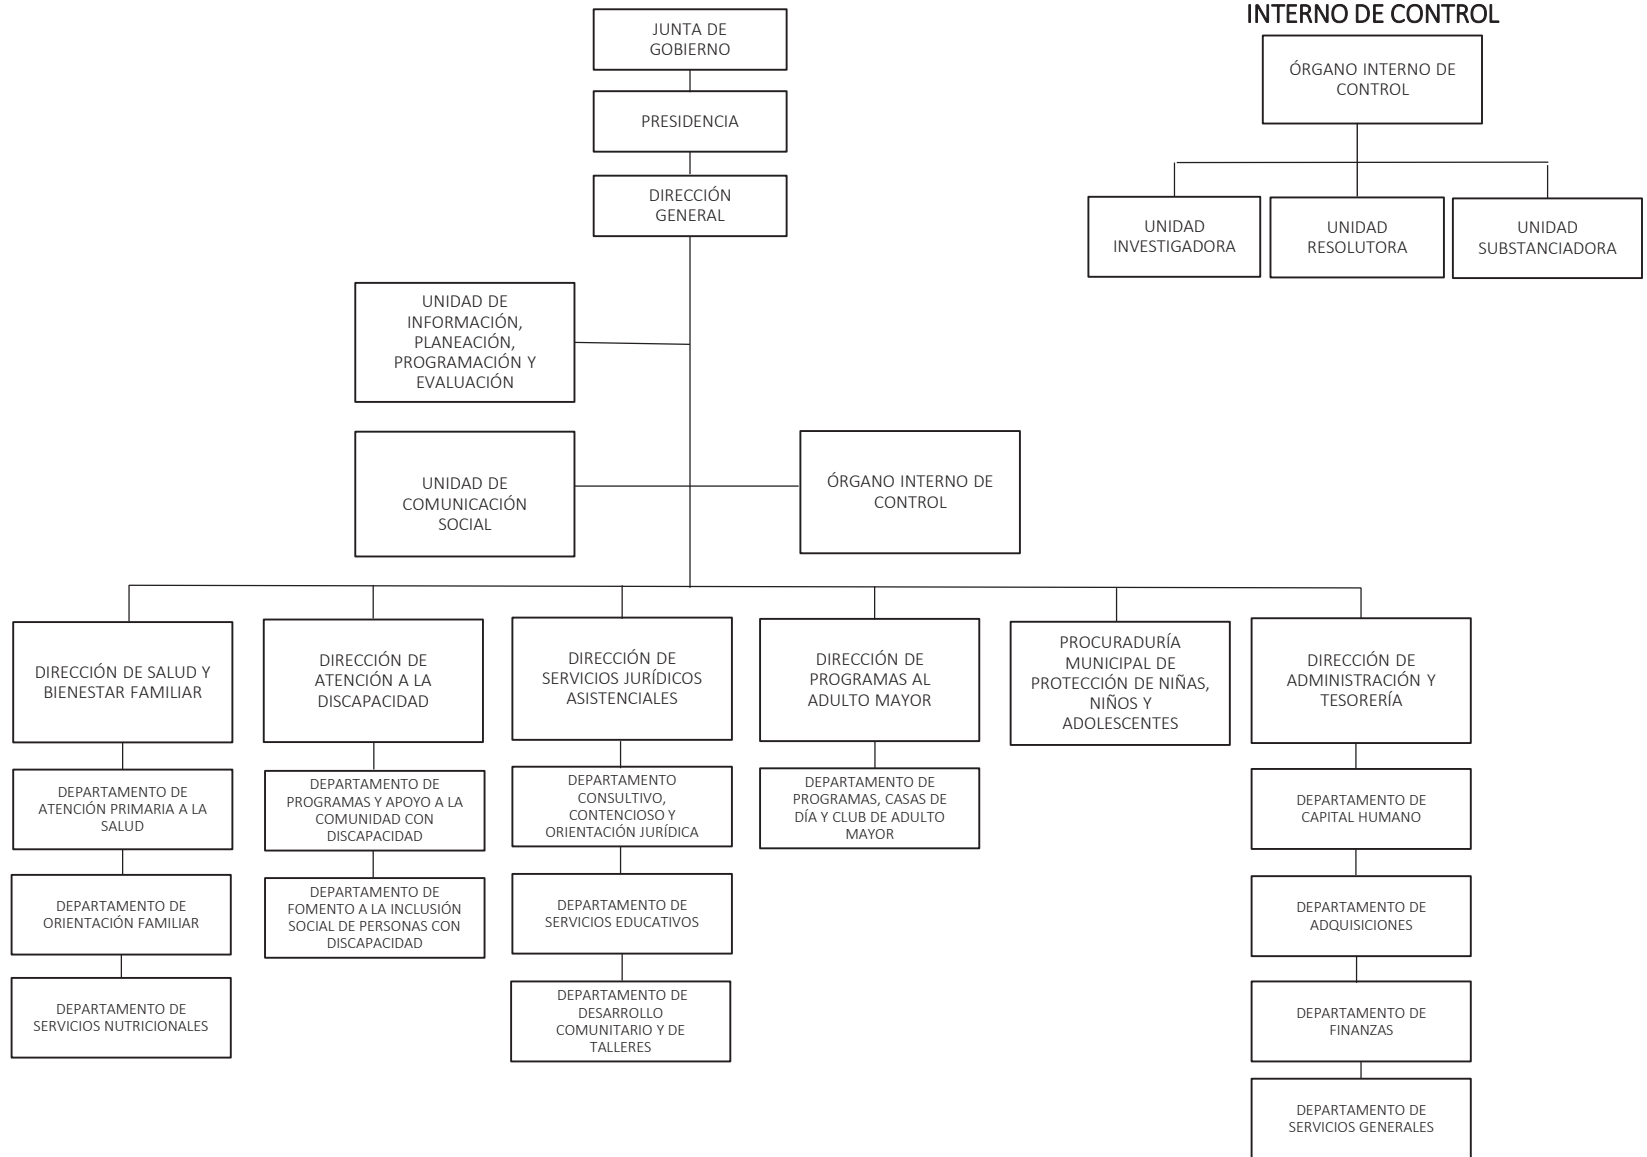 JUNTA DE
GOBIERNO
PRESIDENCIA
DIRECCIÓN
GENERAL
INTERNO DE CONTROL
ÓRGANO INTERNO DE
CONTROL
UNIDAD
INVESTIGADORA
UNIDAD
RESOLUTORA
UNIDAD
SUBSTANCIADORA
UNIDAD DE
INFORMACIÓN,
PLANEACIÓN,
PROGRAMACIÓN Y
EVALUACIÓN
UNIDAD DE
COMUNICACIÓN
SOCIAL
ÓRGANO INTERNO DE
CONTROL
DIRECCIÓN DE SALUD Y
BIENESTAR FAMILIAR
DIRECCIÓN DE
ATENCIÓN A LA
DISCAPACIDAD
DIRECCIÓN DE
SERVICIOS JURÍDICOS
ASISTENCIALES
DIRECCIÓN DE
PROGRAMAS AL
ADULTO MAYOR
PROCURADURÍA
MUNICIPAL DE
PROTECCIÓN DE NIÑAS,
NIÑOS Y
ADOLESCENTES
DIRECCIÓN DE
ADMINISTRACIÓN Y
TESORERÍA
DEPARTAMENTO DE
ATENCIÓN PRIMARIA A LA
SALUD
DEPARTAMENTO DE
PROGRAMAS Y APOYO A LA
COMUNIDAD CON
DISCAPACIDAD
DEPARTAMENTO
CONSULTIVO,
CONTENCIOSO Y
ORIENTACIÓN JURÍDICA
DEPARTAMENTO DE
PROGRAMAS, CASAS DE
DÍA Y CLUB DE ADULTO
MAYOR
DEPARTAMENTO DE
CAPITAL HUMANO
DEPARTAMENTO DE
ORIENTACIÓN FAMILIAR
DEPARTAMENTO DE
FOMENTO A LA INCLUSIÓN
SOCIAL DE PERSONAS CON
DISCAPACIDAD
DEPARTAMENTO DE
SERVICIOS EDUCATIVOS
DEPARTAMENTO DE
ADQUISICIONES
DEPARTAMENTO DE
SERVICIOS NUTRICIONALES
DEPARTAMENTO DE
DESARROLLO
COMUNITARIO Y DE
TALLERES
DEPARTAMENTO DE
FINANZAS
DEPARTAMENTO DE
SERVICIOS GENERALES